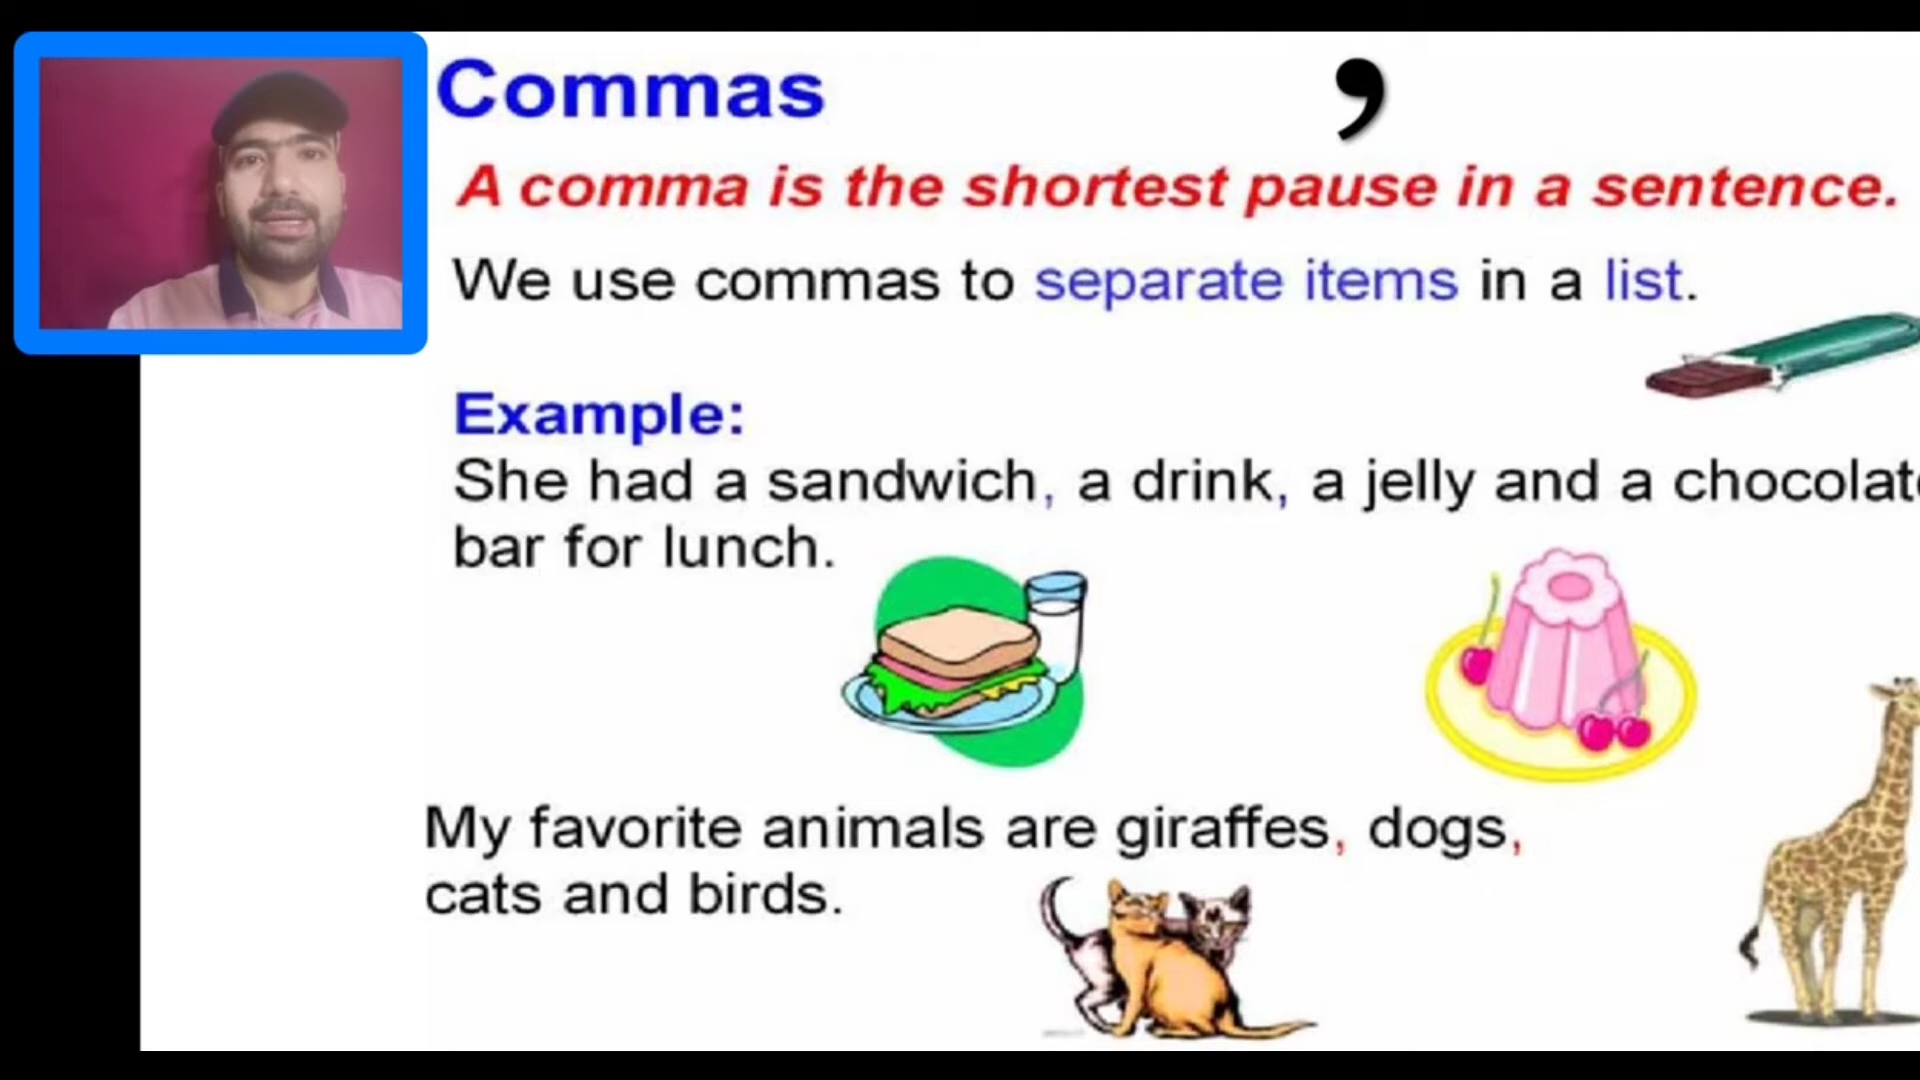 Commas ,
A comma is the shortest pause in a sentence.
We use commas to separate items in a list.
Example:
She had a sandwich, a drink, a jelly and a chocolat
bar for lunch.
My favorite animals are giraffes, dogs,
cats and birds.